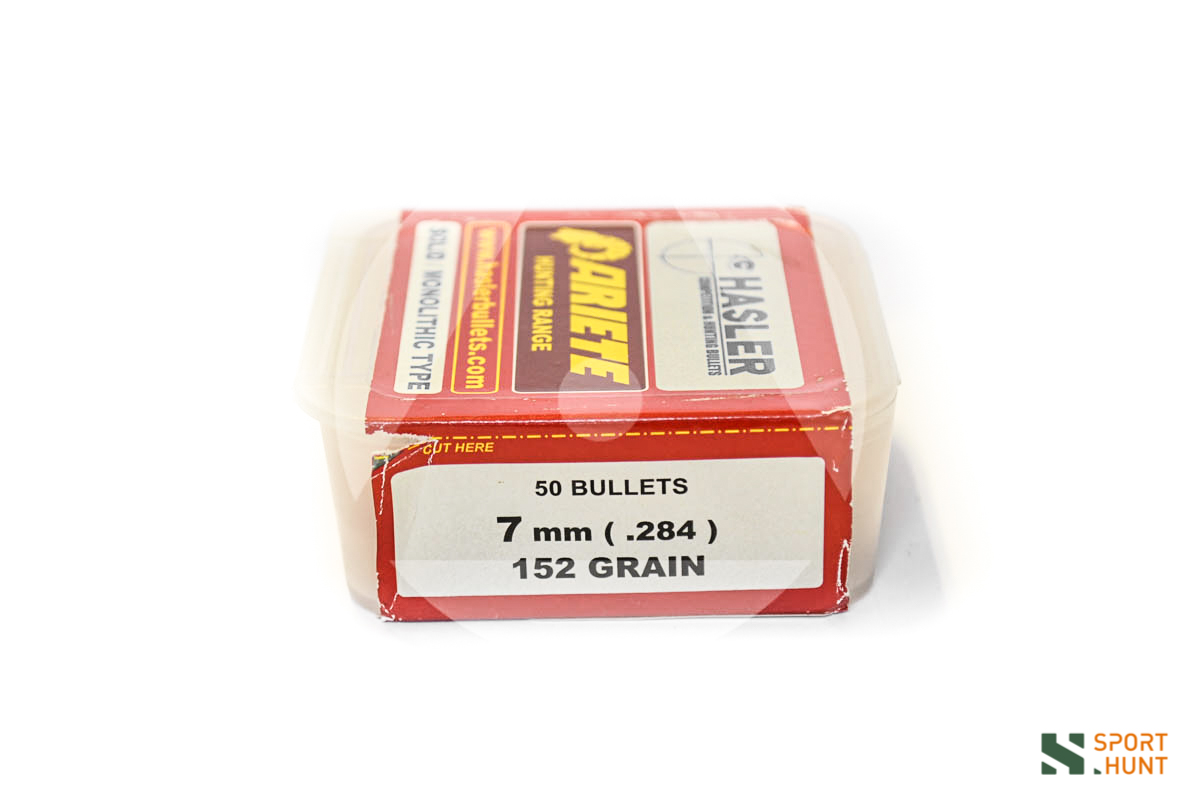 HASLER
COMPETITION & HUNTING BULLETS
ARIETE
HUNTING RANGE
www.haslerbullets.com
SOLID / MONOLITHIC TYPE
CUT HERE
50 BULLETS
7 mm ( .284 )
152 GRAIN
SPORT
.HUNT